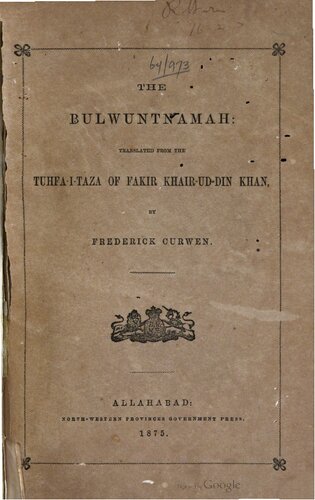 64/973
THE
BULWUNTNAMAH:
TRANSLATED FROM THE
TUHFA-I-TAZA OF FAKIR KHAIR-UD-DIN KHAN,
BY
FREDERICK CURWEN.
ALLAHABAD:
NORTH-WESTERN PROVINCES GOVERNMENT PRESS.
1875.
Google